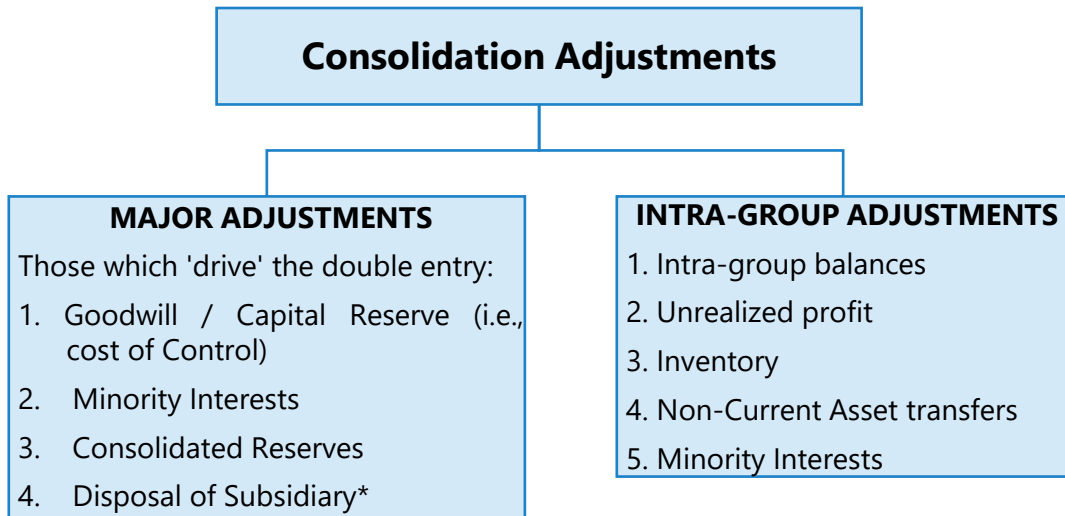 Consolidation Adjustments
MAJOR ADJUSTMENTS
Those which 'drive' the double entry:
1. Goodwill / Capital Reserve (i.e.,
cost of Control)
2. Minority Interests
3. Consolidated Reserves
4. Disposal of Subsidiary*
INTRA-GROUP ADJUSTMENTS
1. Intra-group balances
2. Unrealized profit
3. Inventory
4. Non-Current Asset transfers
5. Minority Interests